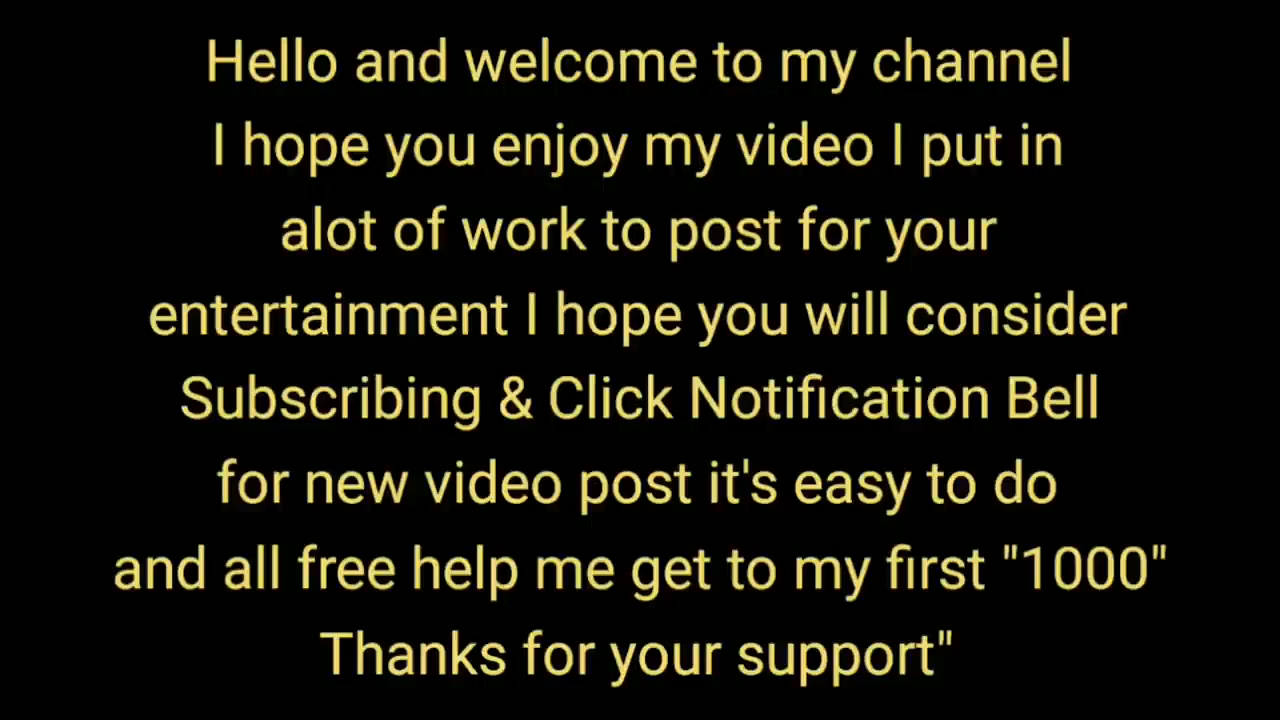 Hello and welcome to my channel
I hope you enjoy my video I put in
alot of work to post for your
entertainment I hope you will consider
Subscribing & Click Notification Bell
for new video post it's easy to do
and all free help me get to my first "1000"
Thanks for your support"